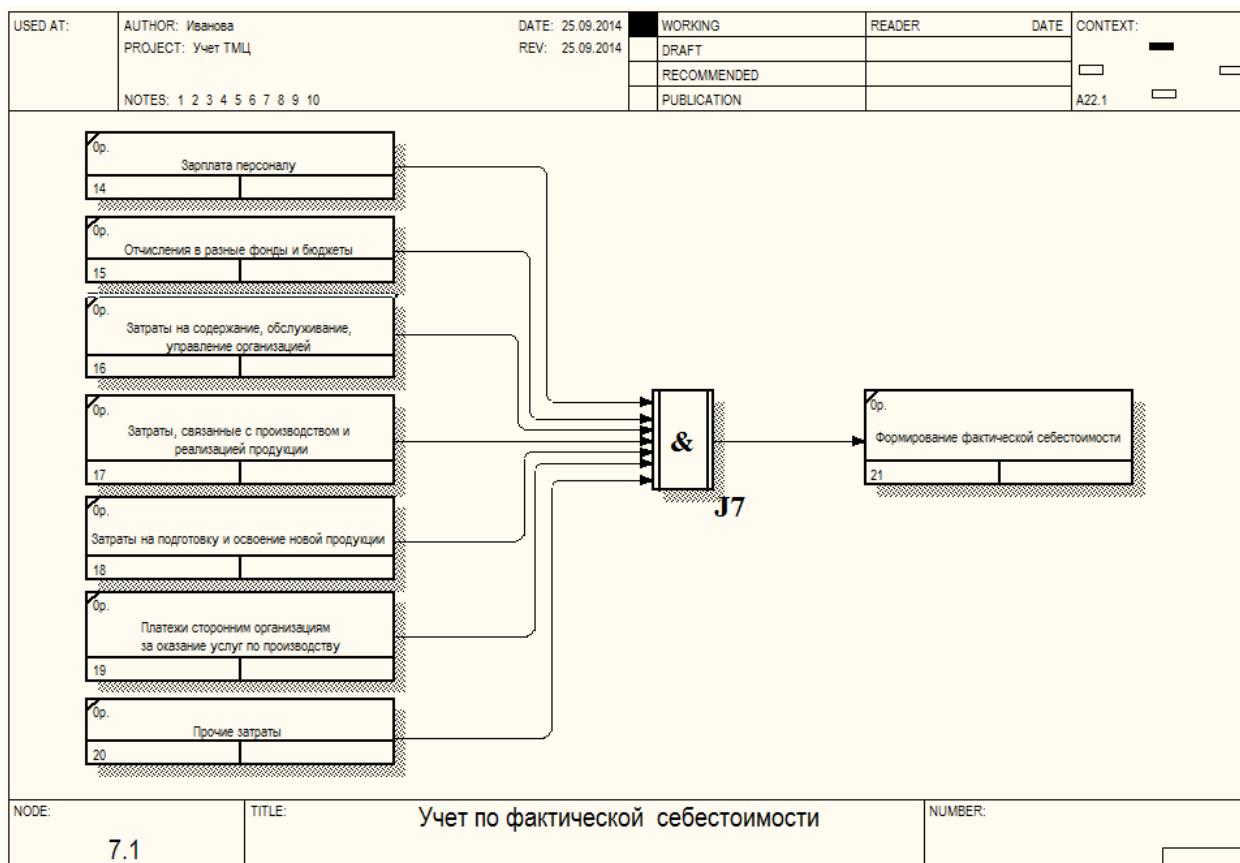 USED AT:
AUTHOR: Иванова
DATE: 25.09.2014
PROJECT: Учет ТМЦ
REV: 25.09.2014
NOTES: 1 2 3 4 5 6 7 8 9 10
WORKING
DRAFT
RECOMMENDED
PUBLICATION
READER DATE
CONTEXT:
A22.1
0р.
Зарплата персоналу
14
0р.
Отчисления в разные фонды и бюджеты
15
0р.
Затраты на содержание, обслуживание,
управление организацией
16
0р.
Затраты, связанные с производством и
реализацией продукции
17
0р.
Затраты на подготовку и освоение новой продукции
18
0р.
Платежи сторонним организациям
за оказание услуг по производству
19
0р.
Прочие затраты
20
&
J7
0р.
Формирование фактической себестоимости
21
NODE:
7.1
TITLE:
Учет по фактической себестоимости
NUMBER: